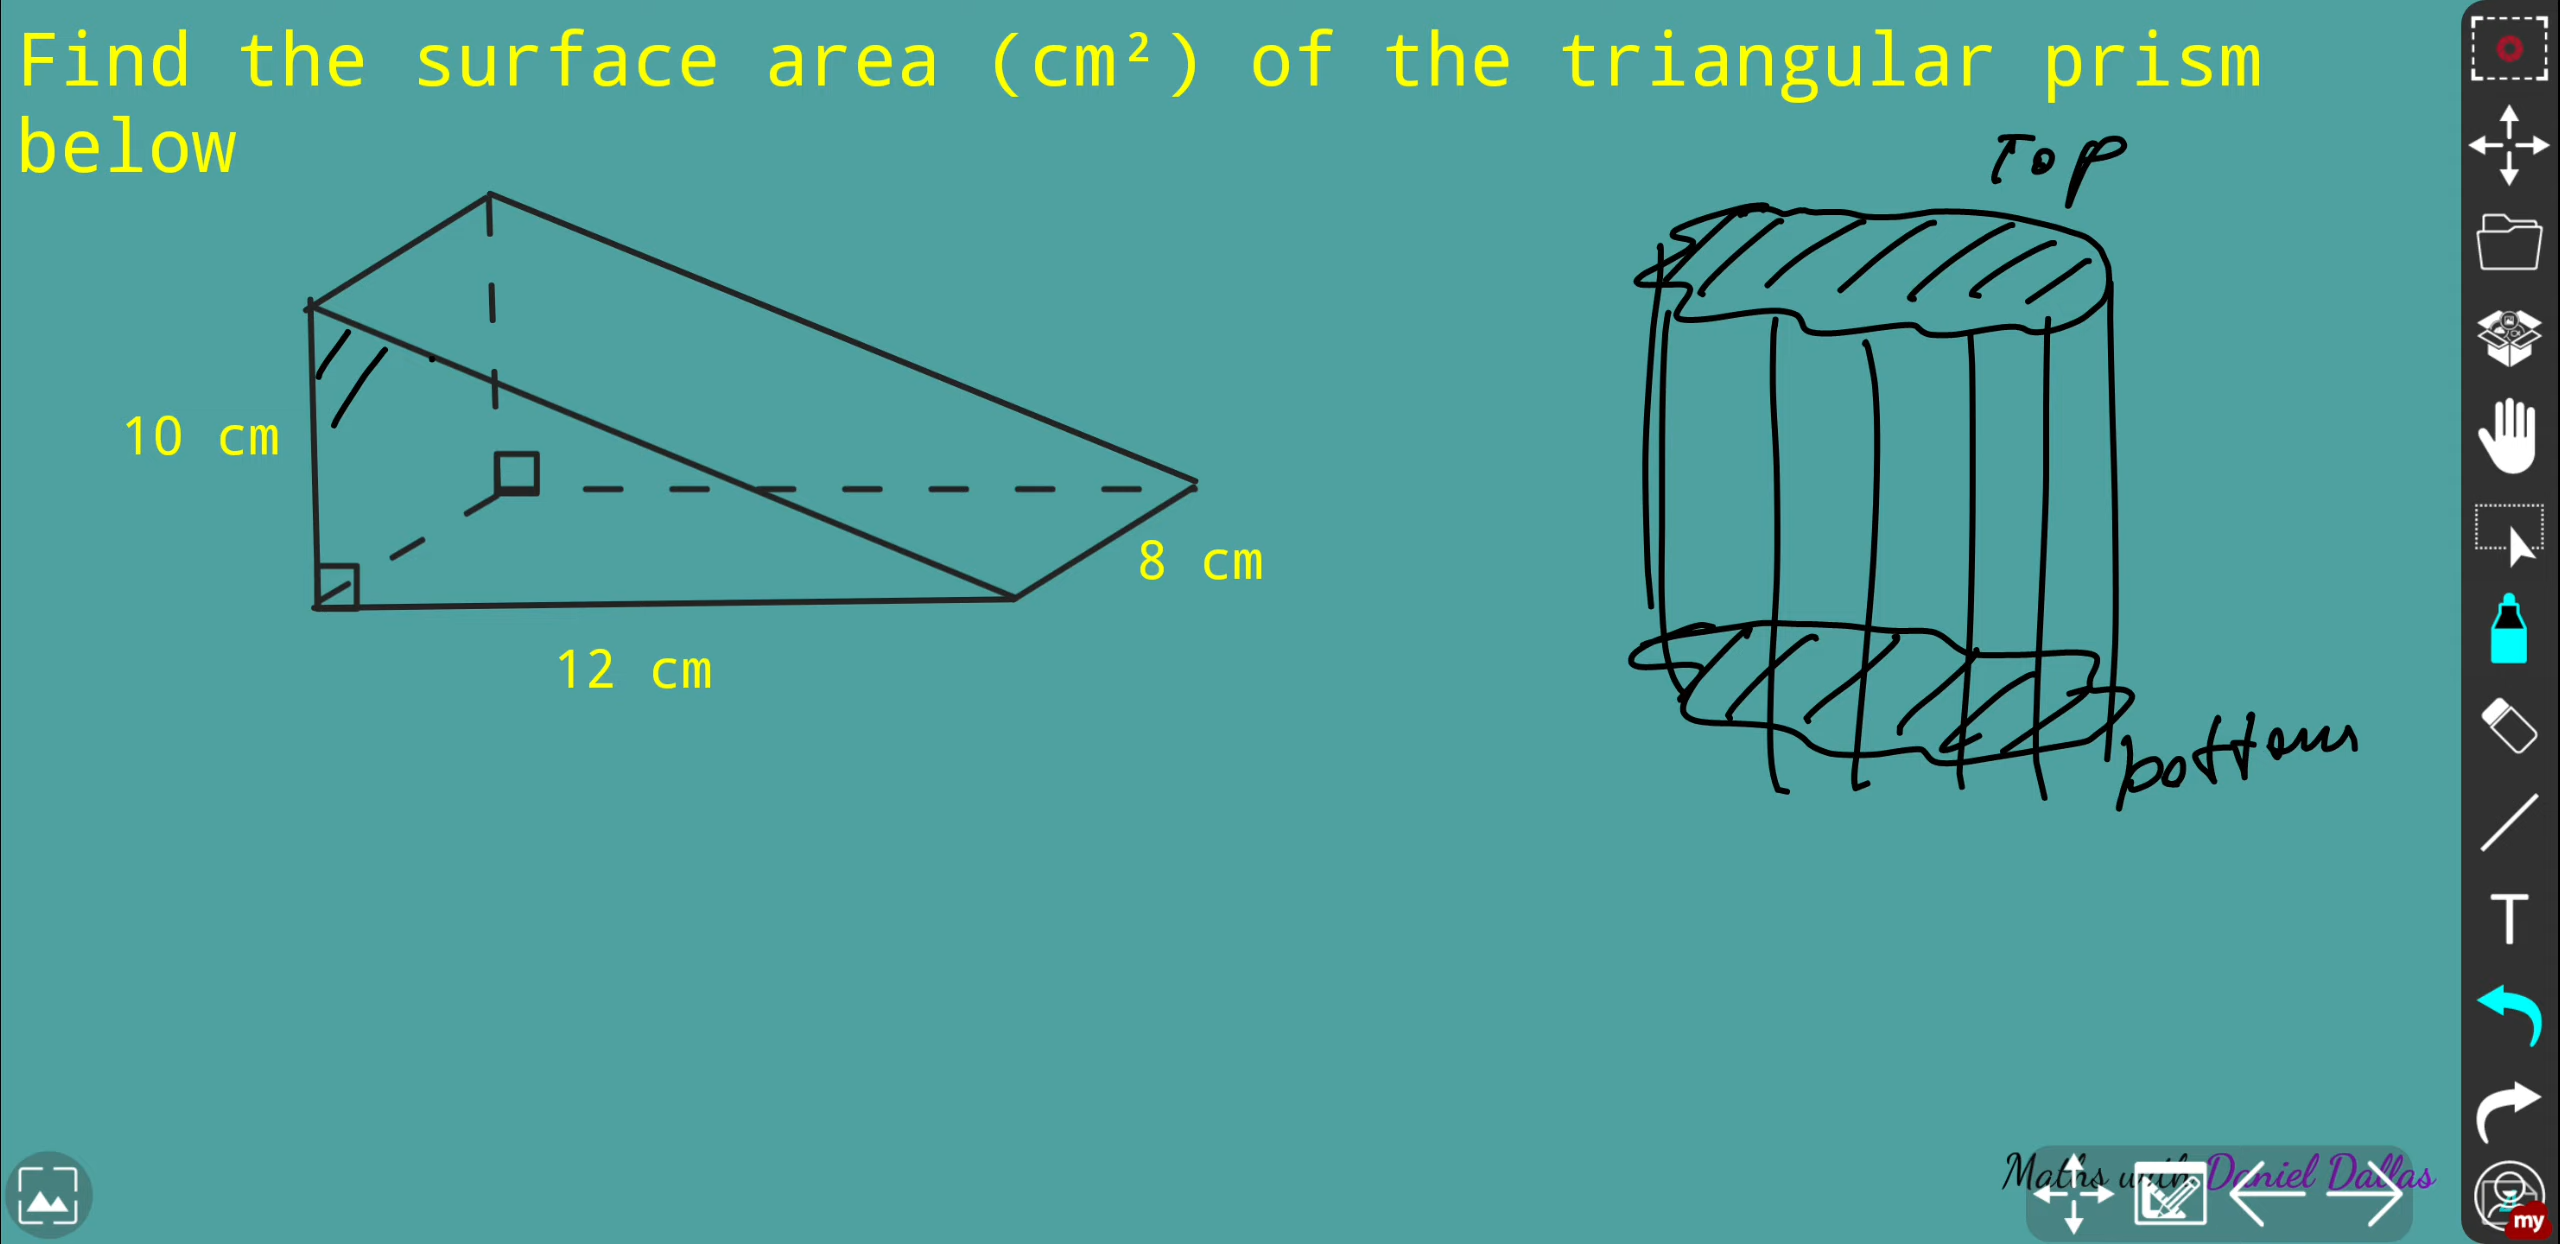 Find the surface area (cm²) of the triangular prism
below
Top
10 cm
8 cm
12 cm
bottom
T
Maths with Daniel Dallas
my